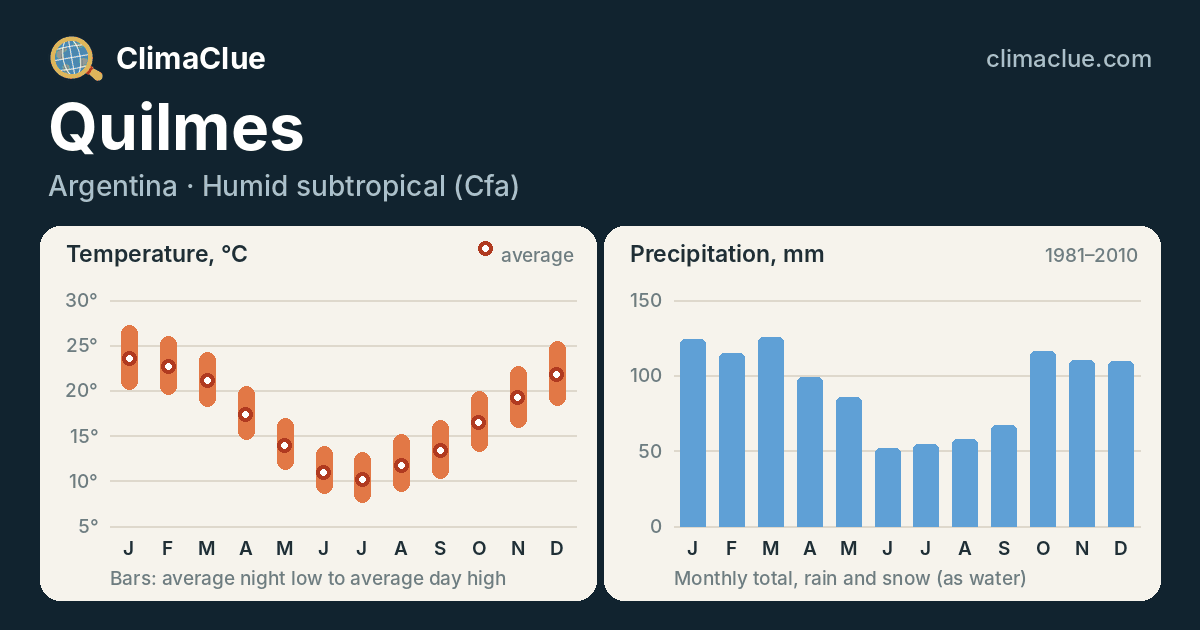 ClimaClue
climaclue.com
Quilmes
Argentina · Humid subtropical (Cfa)
Temperature, °C
average
30°
25°
20°
15°
10°
5°
J F M A M J J A S O N D
Bars: average night low to average day high
Precipitation, mm
1981–2010
150
100
50
0
J F M A M J J A S O N D
Monthly total, rain and snow (as water)